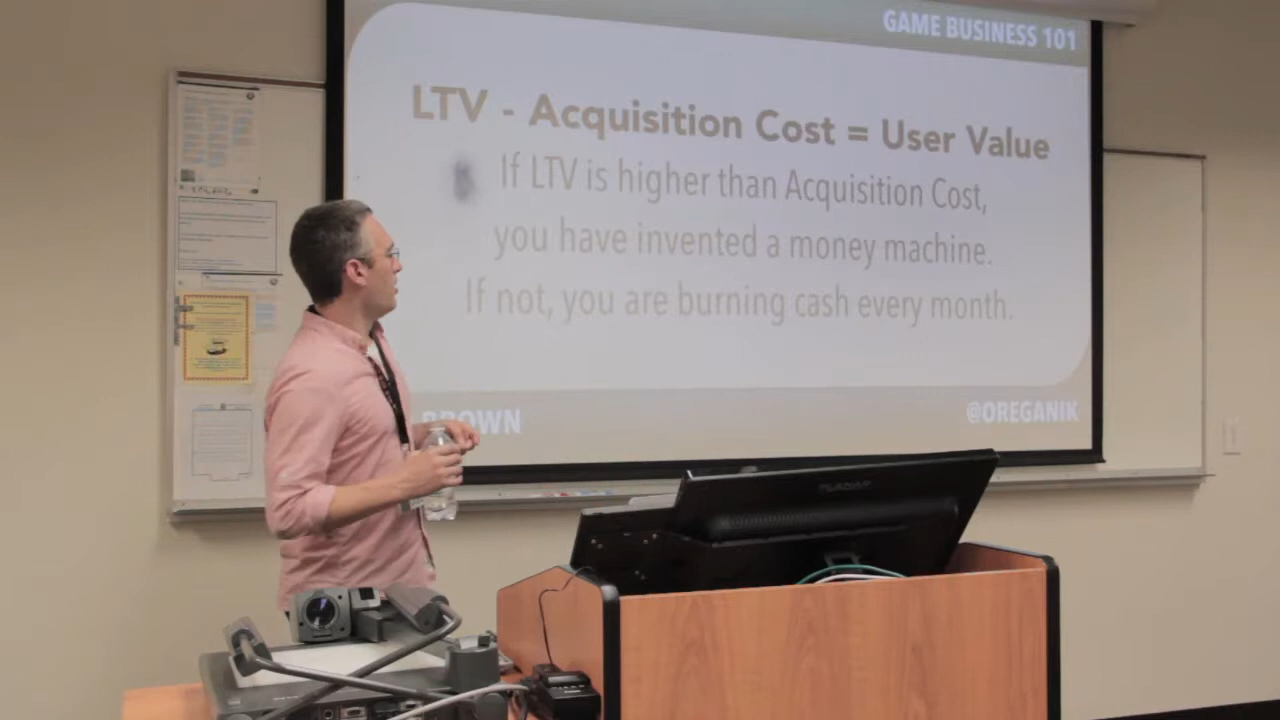 GAME BUSINESS 101
LTV - Acquisition Cost = User Value
If LTV is higher than Acquisition Cost,
you have invented a money machine.
If not, you are burning cash every month.
BROWN
@OREGANIK
PLANAR